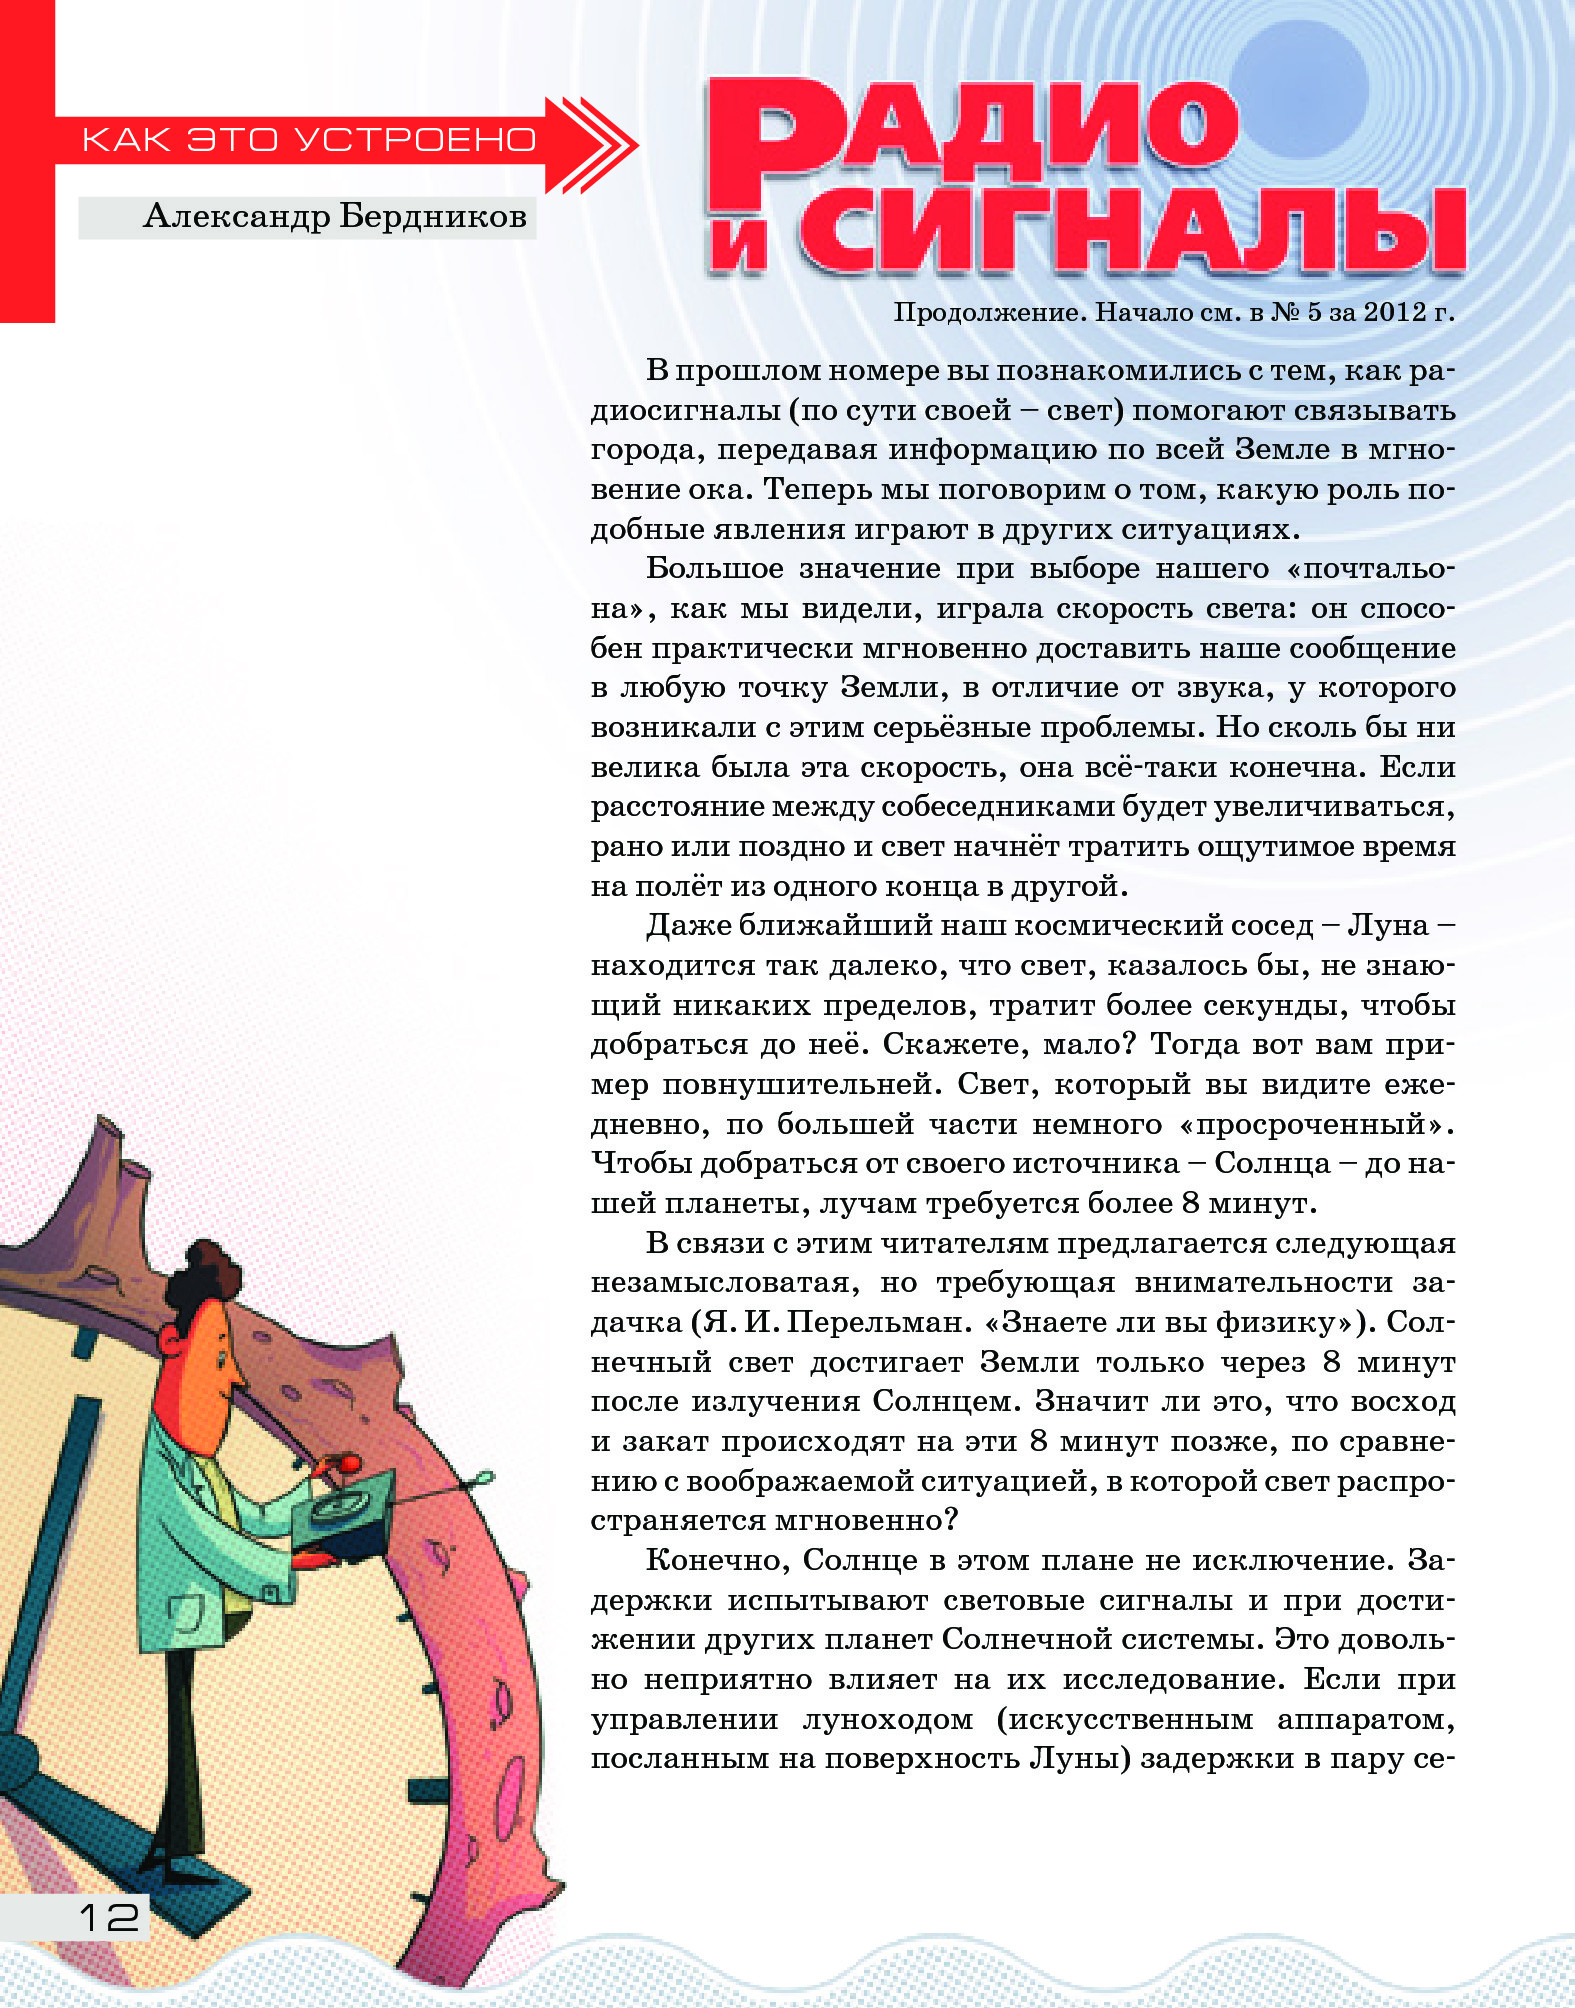 КАК ЭТО УСТРОЕНО
Александр Бердников
РАДИО
и СИГНАЛЫ
Продолжение. Начало см. в № 5 за 2012 г.
В прошлом номере вы познакомились с тем, как ра-
диосигналы (по сути своей – свет) помогают связывать
города, передавая информацию по всей Земле в мгно-
вение ока. Теперь мы поговорим о том, какую роль по-
добные явления играют в других ситуациях.
Большое значение при выборе нашего «почтальо-
на», как мы видели, играла скорость света: он спосо-
бен практически мгновенно доставить наше сообщение
в любую точку Земли, в отличие от звука, у которого
возникали с этим серьёзные проблемы. Но сколь бы ни
велика была эта скорость, она всё-таки конечна. Если
расстояние между собеседниками будет увеличиваться,
рано или поздно и свет начнёт тратить ощутимое время
на полёт из одного конца в другой.
Даже ближайший наш космический сосед – Луна –
находится так далеко, что свет, казалось бы, не знаю-
щий никаких пределов, тратит более секунды, чтобы
добраться до неё. Скажете, мало? Тогда вот вам при-
мер повнушительней. Свет, который вы видите еже-
дневно, по большей части немного «просроченный».
Чтобы добраться от своего источника – Солнца – до на-
шей планеты, лучам требуется более 8 минут.
В связи с этим читателям предлагается следующая
незамысловатая, но требующая внимательности за-
дачка (Я. И. Перельман. «Знаете ли вы физику»). Сол-
нечный свет достигает Земли только через 8 минут
после излучения Солнцем. Значит ли это, что восход
и закат происходят на эти 8 минут позже, по сравне-
нию с воображаемой ситуацией, в которой свет распро-
страняется мгновенно?
Конечно, Солнце в этом плане не исключение. За-
держки испытывают световые сигналы и при дости-
жении других планет Солнечной системы. Это доволь-
но неприятно влияет на их исследование. Если при
управлении луноходом (искусственным аппаратом,
посланным на поверхность Луны) задержки в пару се-
12